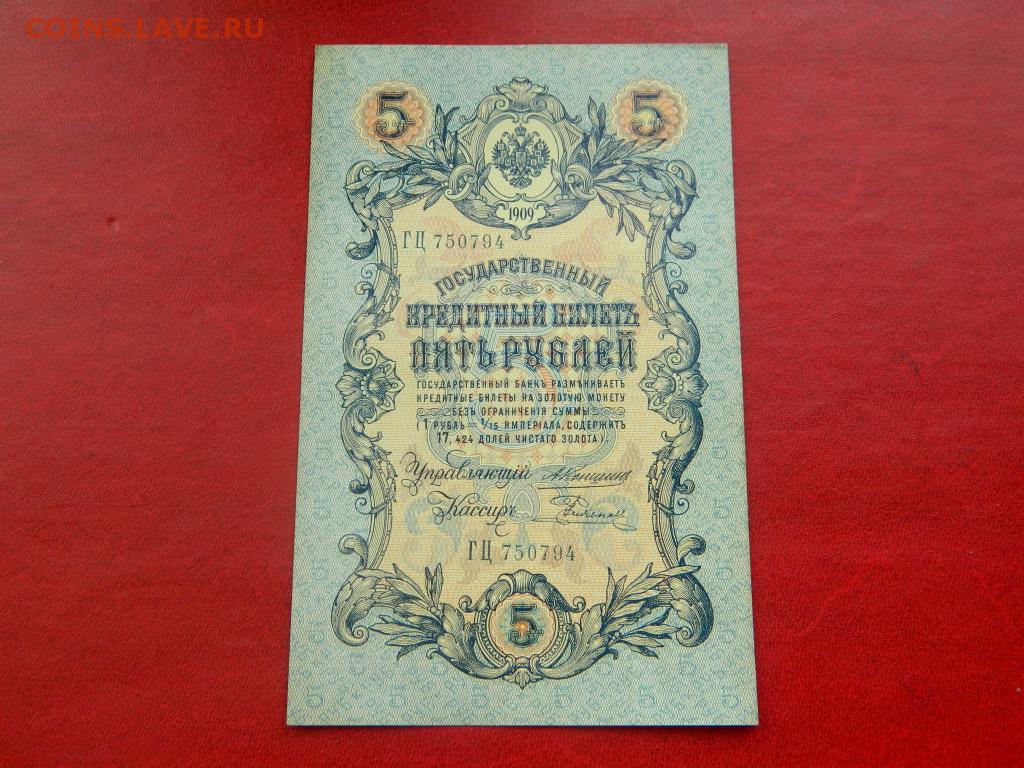 COINS.LAVE.RU
5 5
1909
ГЦ 750794
ГОСУДАРСТВЕННЫЙ
КРЕДИТНЫЙ БИЛЕТЪ
ПЯТЬ РУБЛЕЙ
ГОСУДАРСТВЕННЫЙ БАНКЪ РАЗМѢНИВАЕТЪ
КРЕДИТНЫЕ БИЛЕТЫ НА ЗОЛОТУЮ МОНЕТУ
БЕЗЪ ОГРАНИЧЕНІЯ СУММЫ
(1 РУБЛЬ = 1/15 ИМПЕРІАЛА, СОДЕРЖИТЪ
17,424 ДОЛЕЙ ЧИСТАГО ЗОЛОТА).
Управляющій
Кассиръ
ГЦ 750794
5